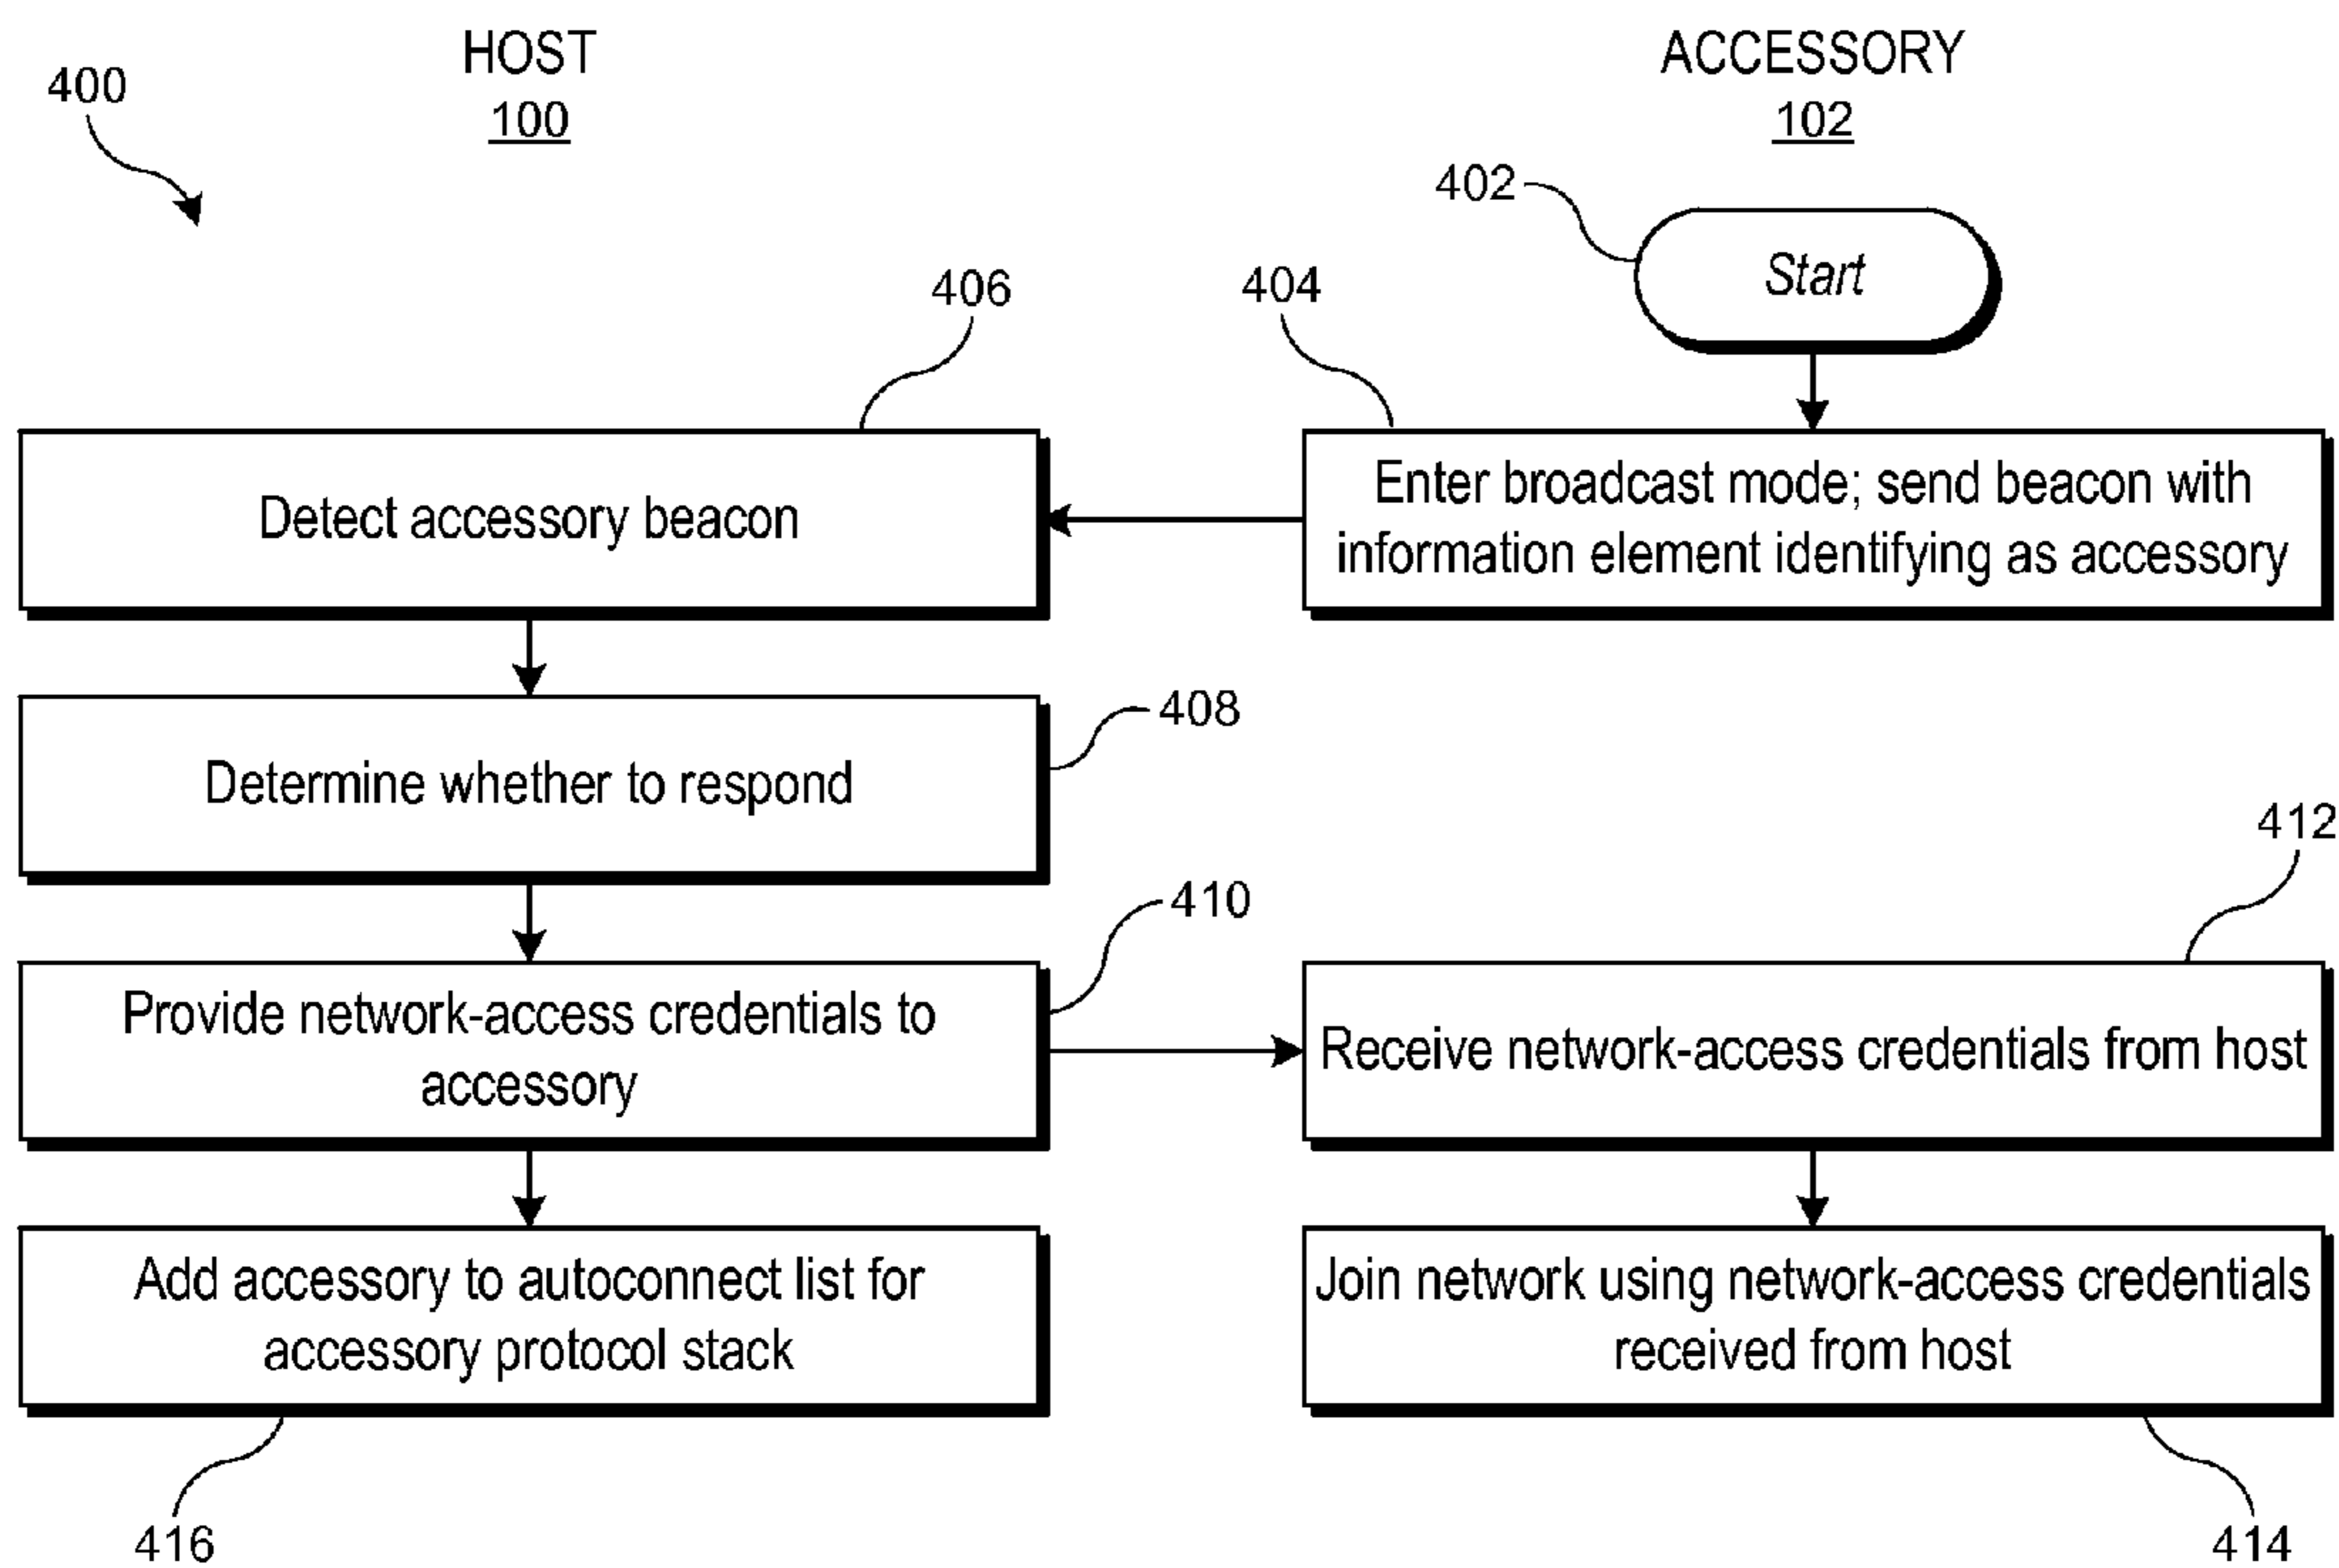 HOST
100
ACCESSORY
102
400
402
Start
404
406
Enter broadcast mode; send beacon with
information element identifying as accessory
Detect accessory beacon
408
Determine whether to respond
410
412
Provide network-access credentials to
accessory
Receive network-access credentials from host
Add accessory to autoconnect list for
accessory protocol stack
Join network using network-access credentials
received from host
416
414